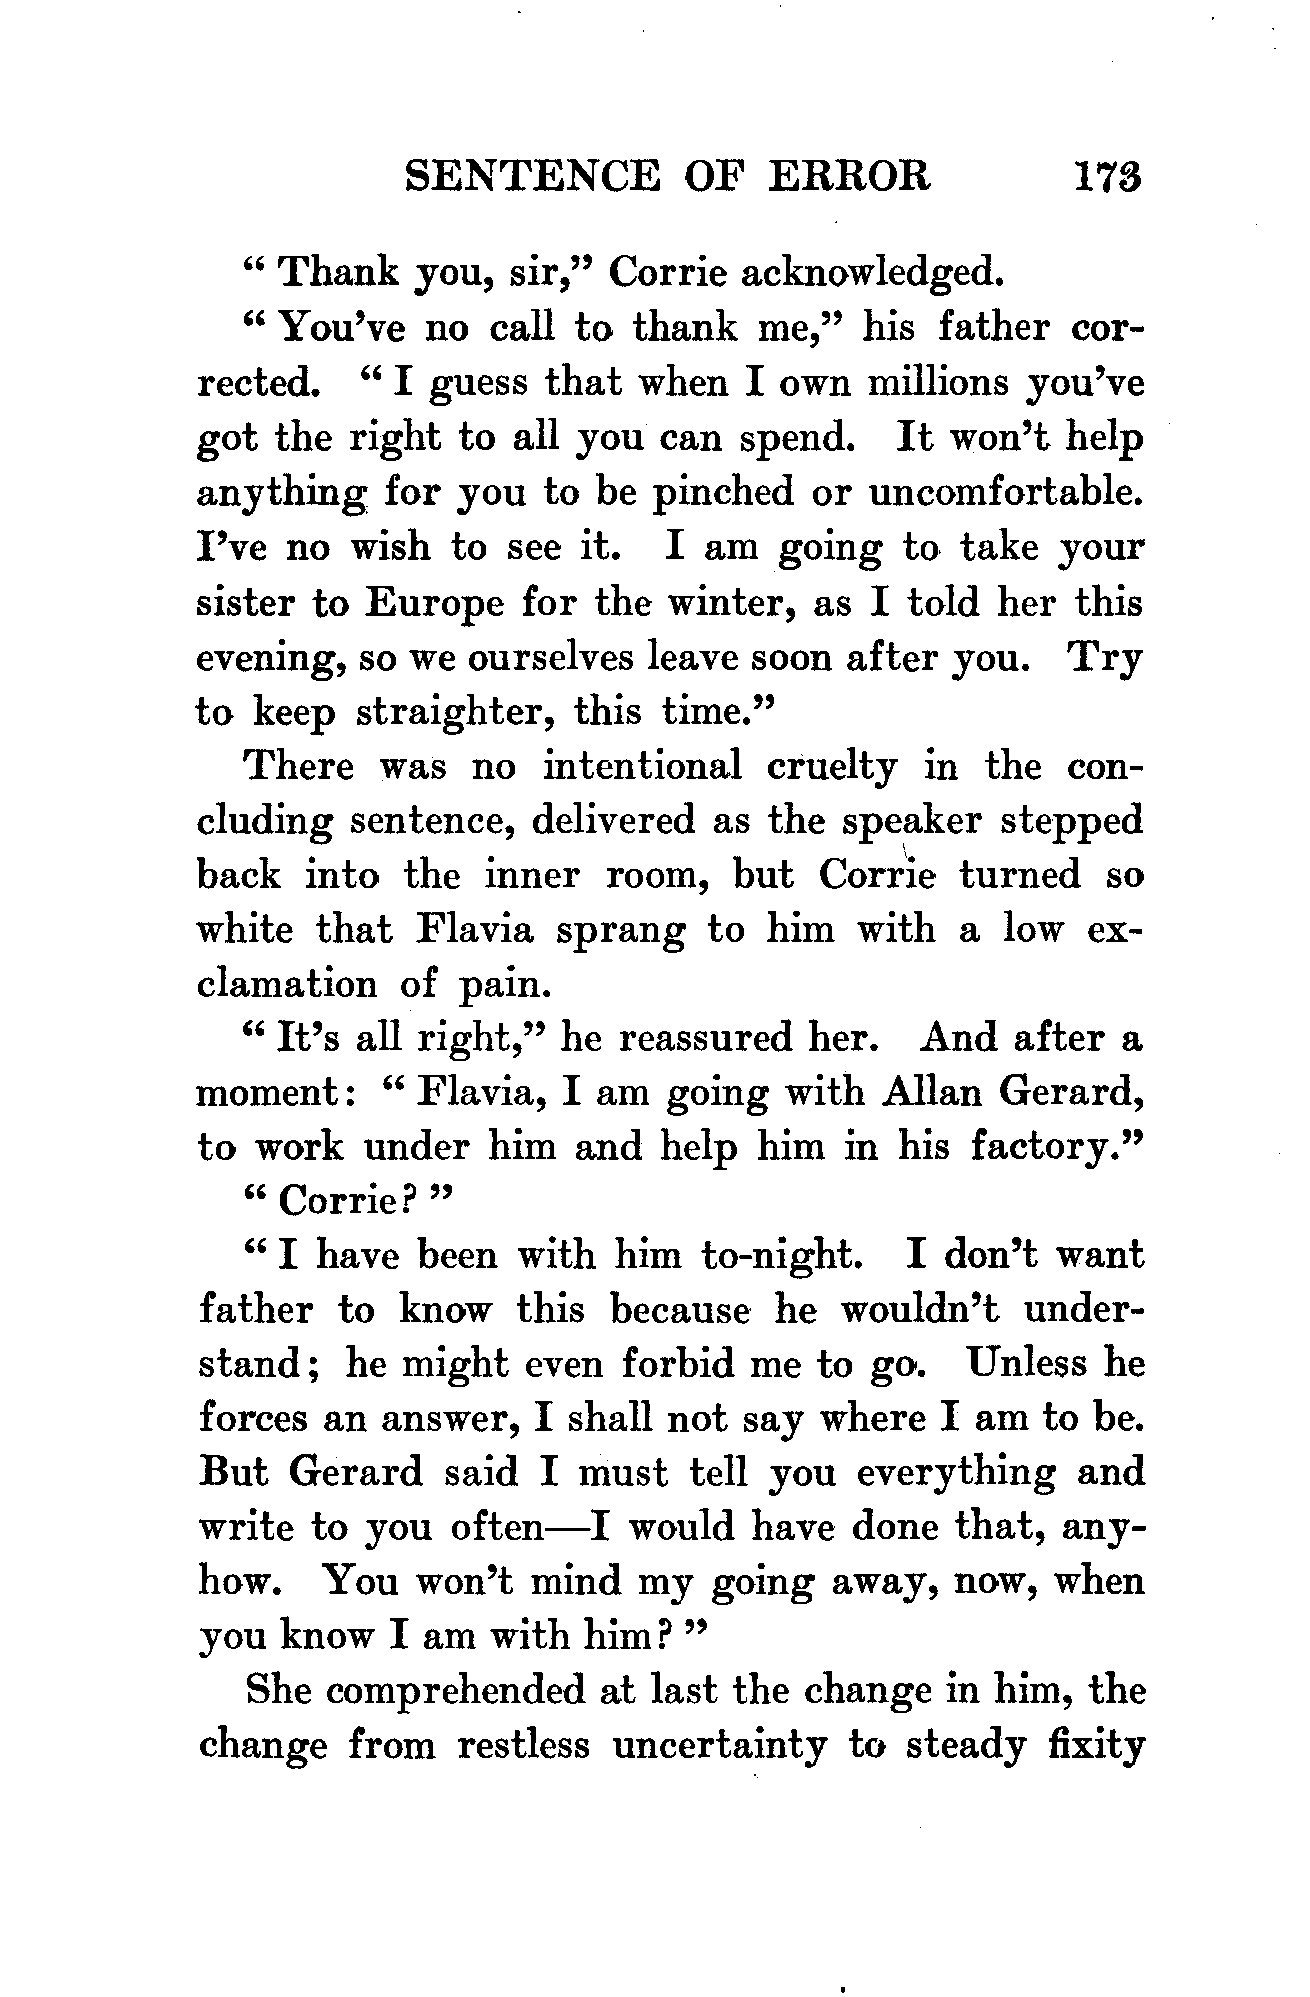 SENTENCE OF ERROR 173
“ Thank you, sir,” Corrie acknowledged.
“ You’ve no call to thank me,” his father cor-
rected. “ I guess that when I own millions you’ve
got the right to all you can spend. It won’t help
anything for you to be pinched or uncomfortable.
I’ve no wish to see it. I am going to take your
sister to Europe for the winter, as I told her this
evening, so we ourselves leave soon after you. Try
to keep straighter, this time.”
There was no intentional cruelty in the con-
cluding sentence, delivered as the speaker stepped
back into the inner room, but Corrie turned so
white that Flavia sprang to him with a low ex-
clamation of pain.
“ It’s all right,” he reassured her. And after a
moment: “ Flavia, I am going with Allan Gerard,
to work under him and help him in his factory.”
“ Corrie? ”
“ I have been with him to-night. I don’t want
father to know this because he wouldn’t under-
stand; he might even forbid me to go. Unless he
forces an answer, I shall not say where I am to be.
But Gerard said I must tell you everything and
write to you often—I would have done that, any-
how. You won’t mind my going away, now, when
you know I am with him? ”
She comprehended at last the change in him, the
change from restless uncertainty to steady fixity